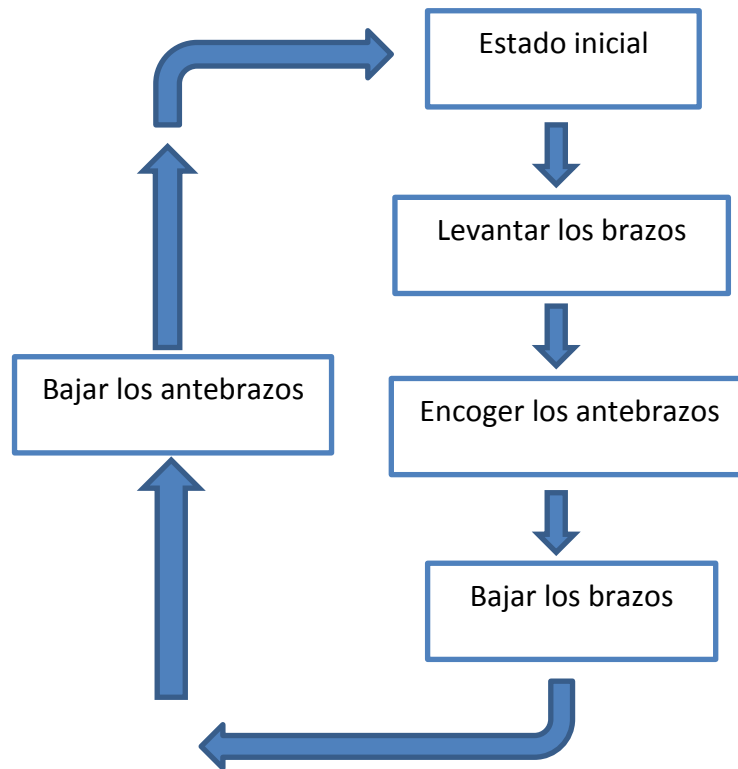 Estado inicial
Levantar los brazos
Encoger los antebrazos
Bajar los brazos
Bajar los antebrazos